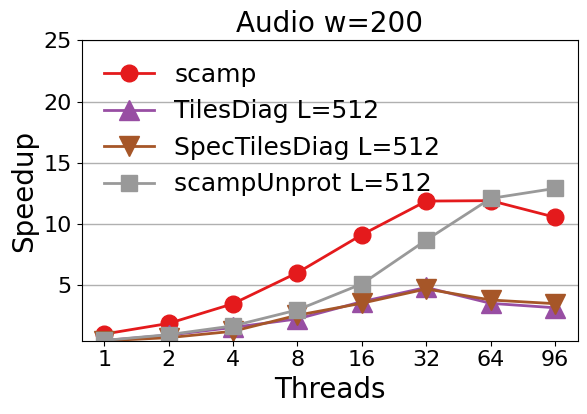 Audio w=200
25
20
15
10
5
Speedup
scamp
TilesDiag L=512
SpecTilesDiag L=512
scampUnprot L=512
1 2 4 8 16 32 64 96
Threads